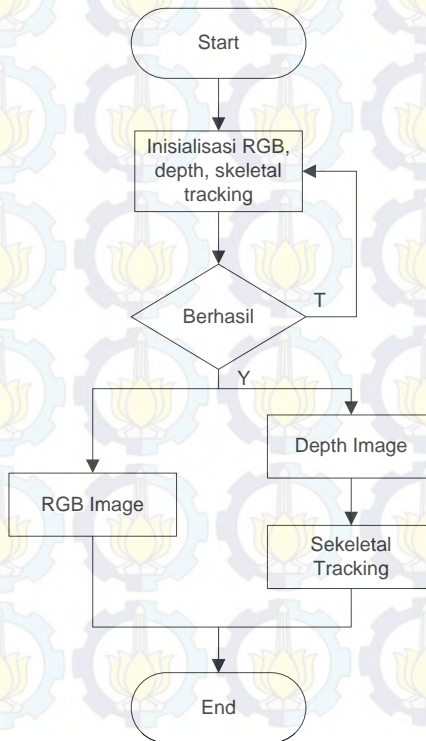 Start
Inisialisasi RGB,
depth, skeletal
tracking
Berhasil
T
Y
Depth Image
RGB Image
Sekeletal
Tracking
End